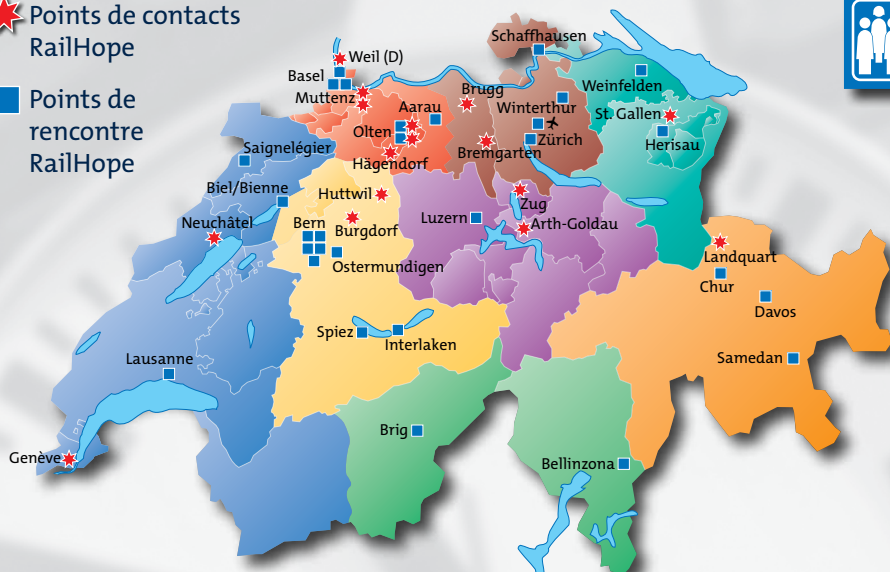 Points de contacts
RailHope
Points de
rencontre
RailHope
Schaffhausen
Weil (D)
Basel
Muttenz
Brugg
Weinfelden
Aarau
Winterthur
St. Gallen
Olten
Zürich
Herisau
Saignelégier
Hägendorf
Bremgarten
Biel/Bienne
Huttwil
Zug
Neuchâtel
Bern
Burgdorf
Luzern
Arth-Goldau
Ostermundigen
Landquart
Chur
Davos
Spiez
Interlaken
Lausanne
Samedan
Brig
Genève
Bellinzona